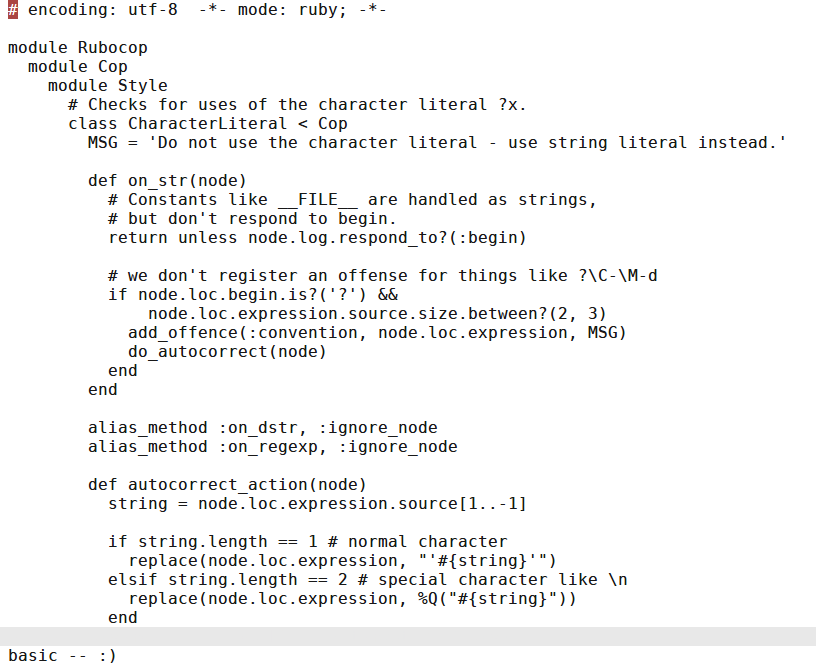 # encoding: utf-8  -*- mode: ruby; -*-

module Rubocop
  module Cop
    module Style
      # Checks for uses of the character literal ?x.
      class CharacterLiteral < Cop
        MSG = 'Do not use the character literal - use string literal instead.'

        def on_str(node)
          # Constants like __FILE__ are handled as strings,
          # but don't respond to begin.
          return unless node.log.respond_to?(:begin)

          # we don't register an offense for things like ?\C-\M-d
          if node.loc.begin.is?('?') &&
              node.loc.expression.source.size.between?(2, 3)
            add_offence(:convention, node.loc.expression, MSG)
            do_autocorrect(node)
          end
        end

        alias_method :on_dstr, :ignore_node
        alias_method :on_regexp, :ignore_node

        def autocorrect_action(node)
          string = node.loc.expression.source[1..-1]

          if string.length == 1 # normal character
            replace(node.loc.expression, "'#{string}'")
          elsif string.length == 2 # special character like \n
            replace(node.loc.expression, %Q("#{string}"))
          end
basic -- :)